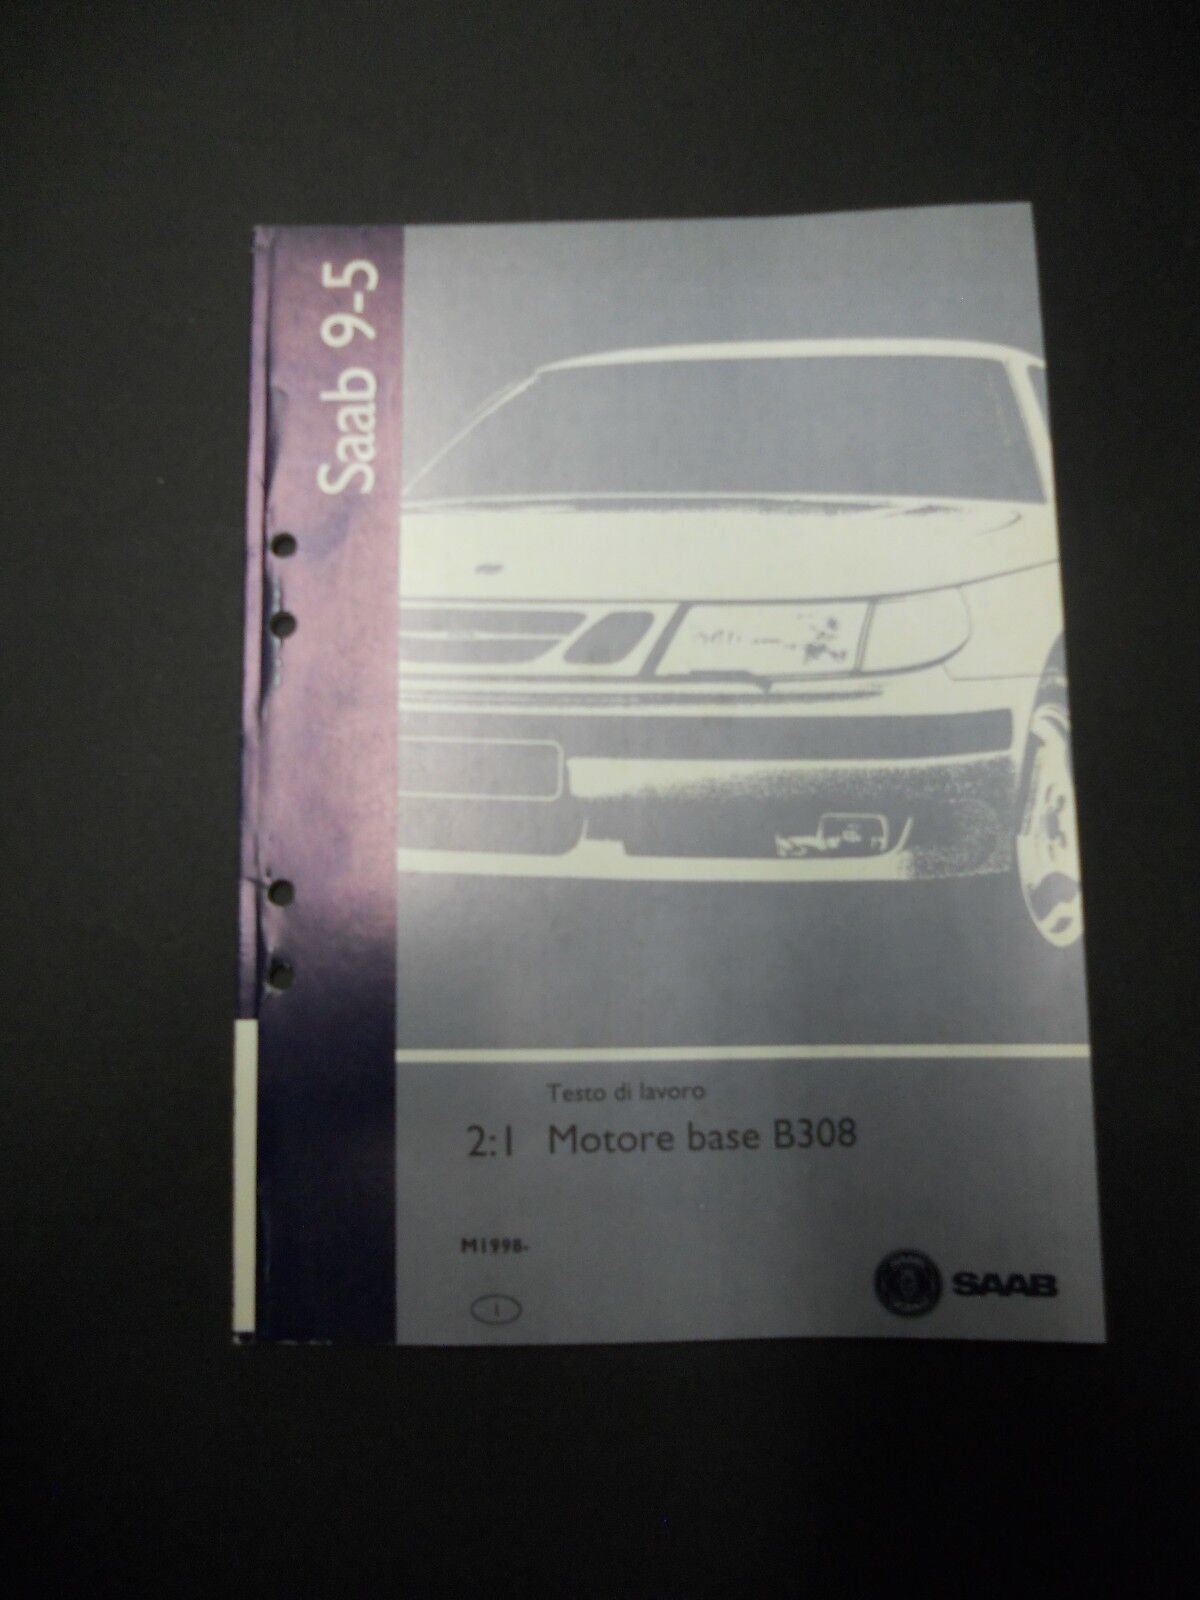 Saab 9-5
Testo di lavoro
2:1 Motore base B308
M1998-
I
SAAB